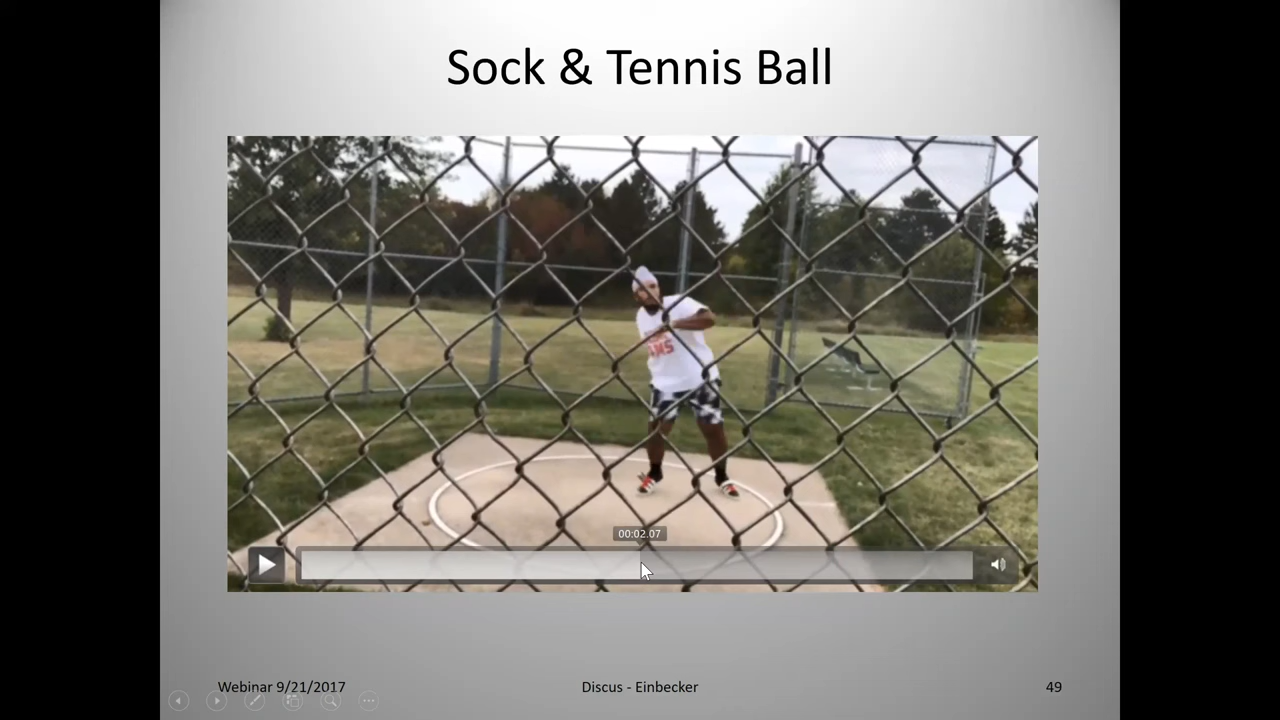 Sock & Tennis Ball
00:02.07
Webinar 9/21/2017
Discus - Einbecker
49